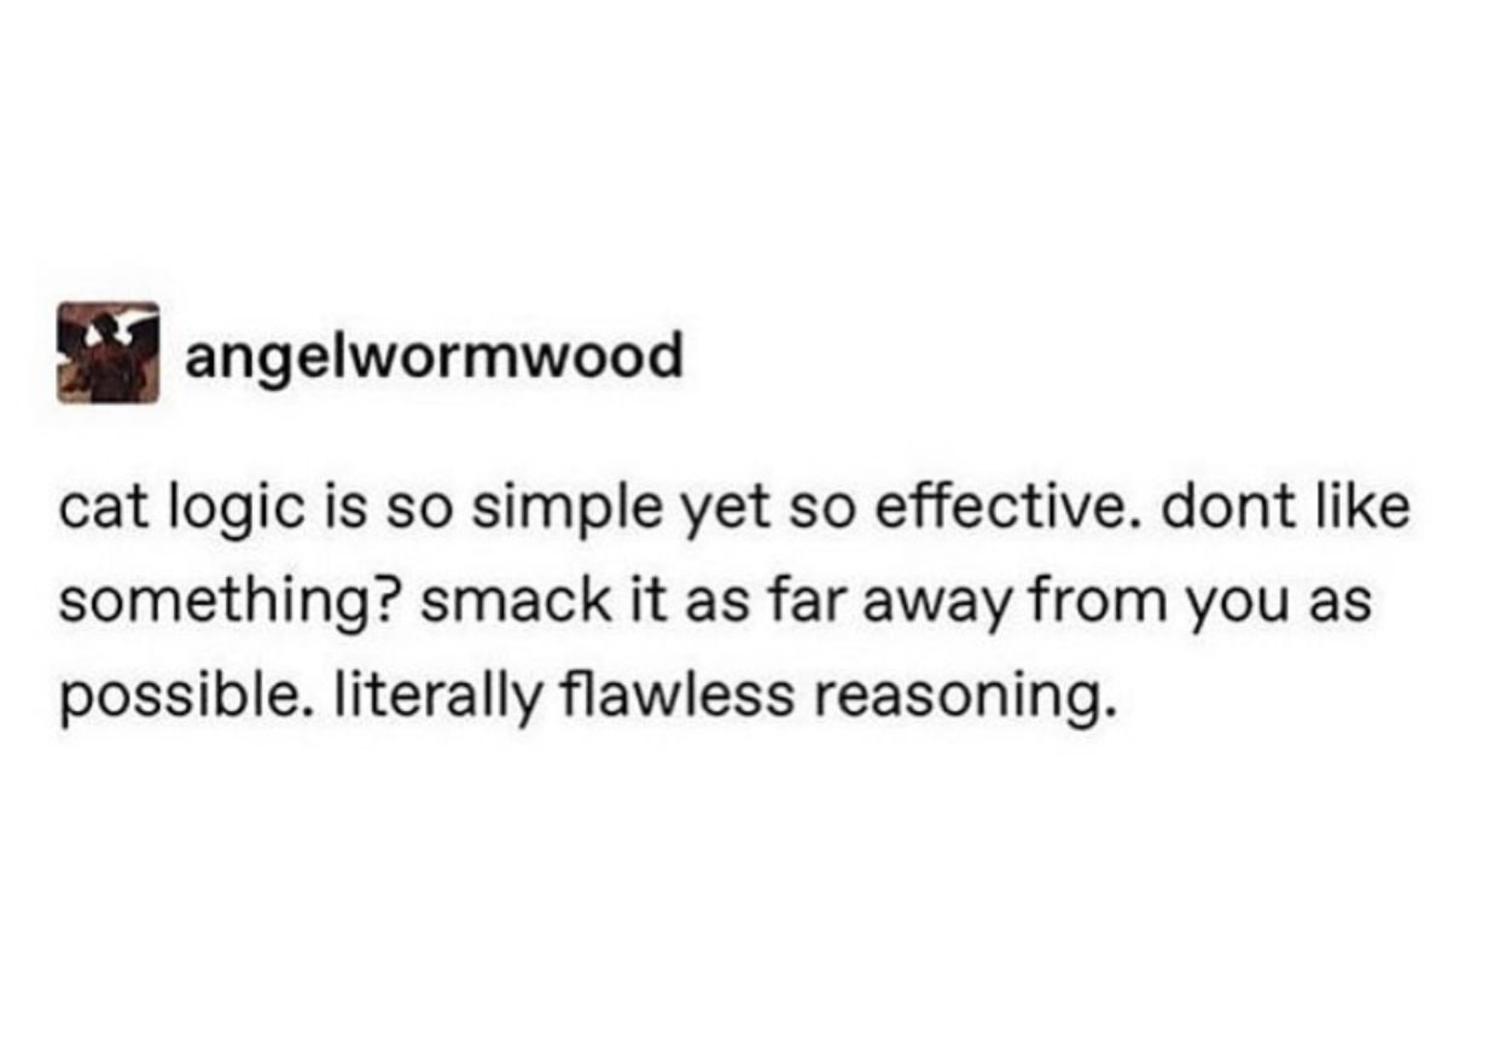 angelwormwood
cat logic is so simple yet so effective. dont like
something? smack it as far away from you as
possible. literally flawless reasoning.